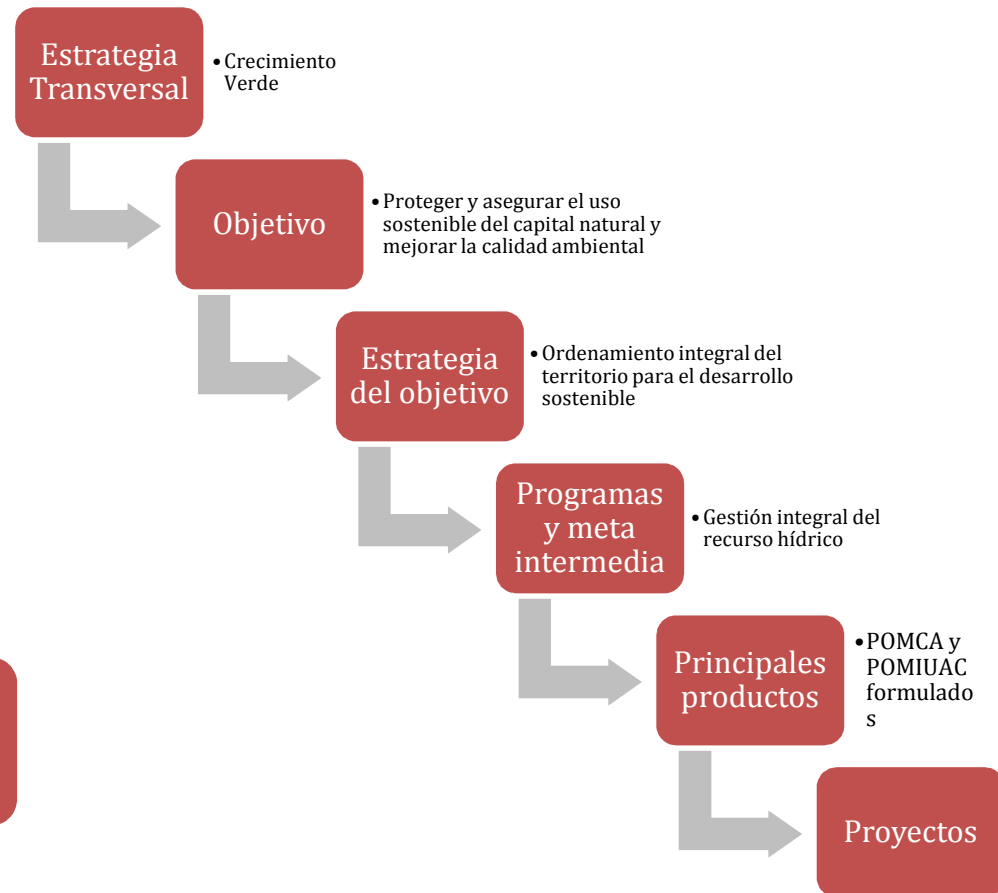 Estrategia
Transversal
• Crecimiento
Verde
Objetivo
• Proteger y asegurar el uso
sostenible del capital natural y
mejorar la calidad ambiental
Estrategia
del objetivo
• Ordenamiento integral del
territorio para el desarrollo
sostenible
Programas
y meta
intermedia
• Gestión integral del
recurso hídrico
Principales
productos
• POMCA y
POMIUAC
formulado
s
Proyectos